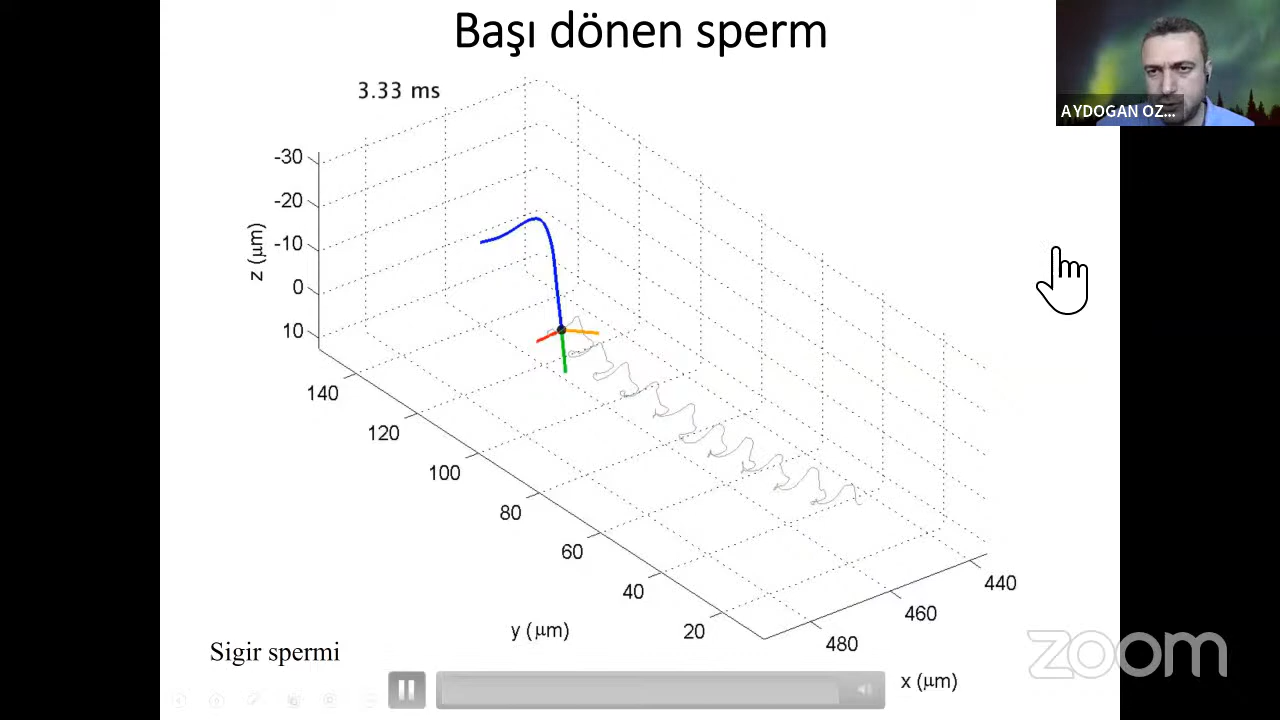 Başı dönen sperm
3.33 ms
AYDOGAN OZ...
-30
-20
-10
0
10
z (μm)
140
120
100
80
60
40
20
y (μm)
440
460
480
x (μm)
Sigir spermi
zoom